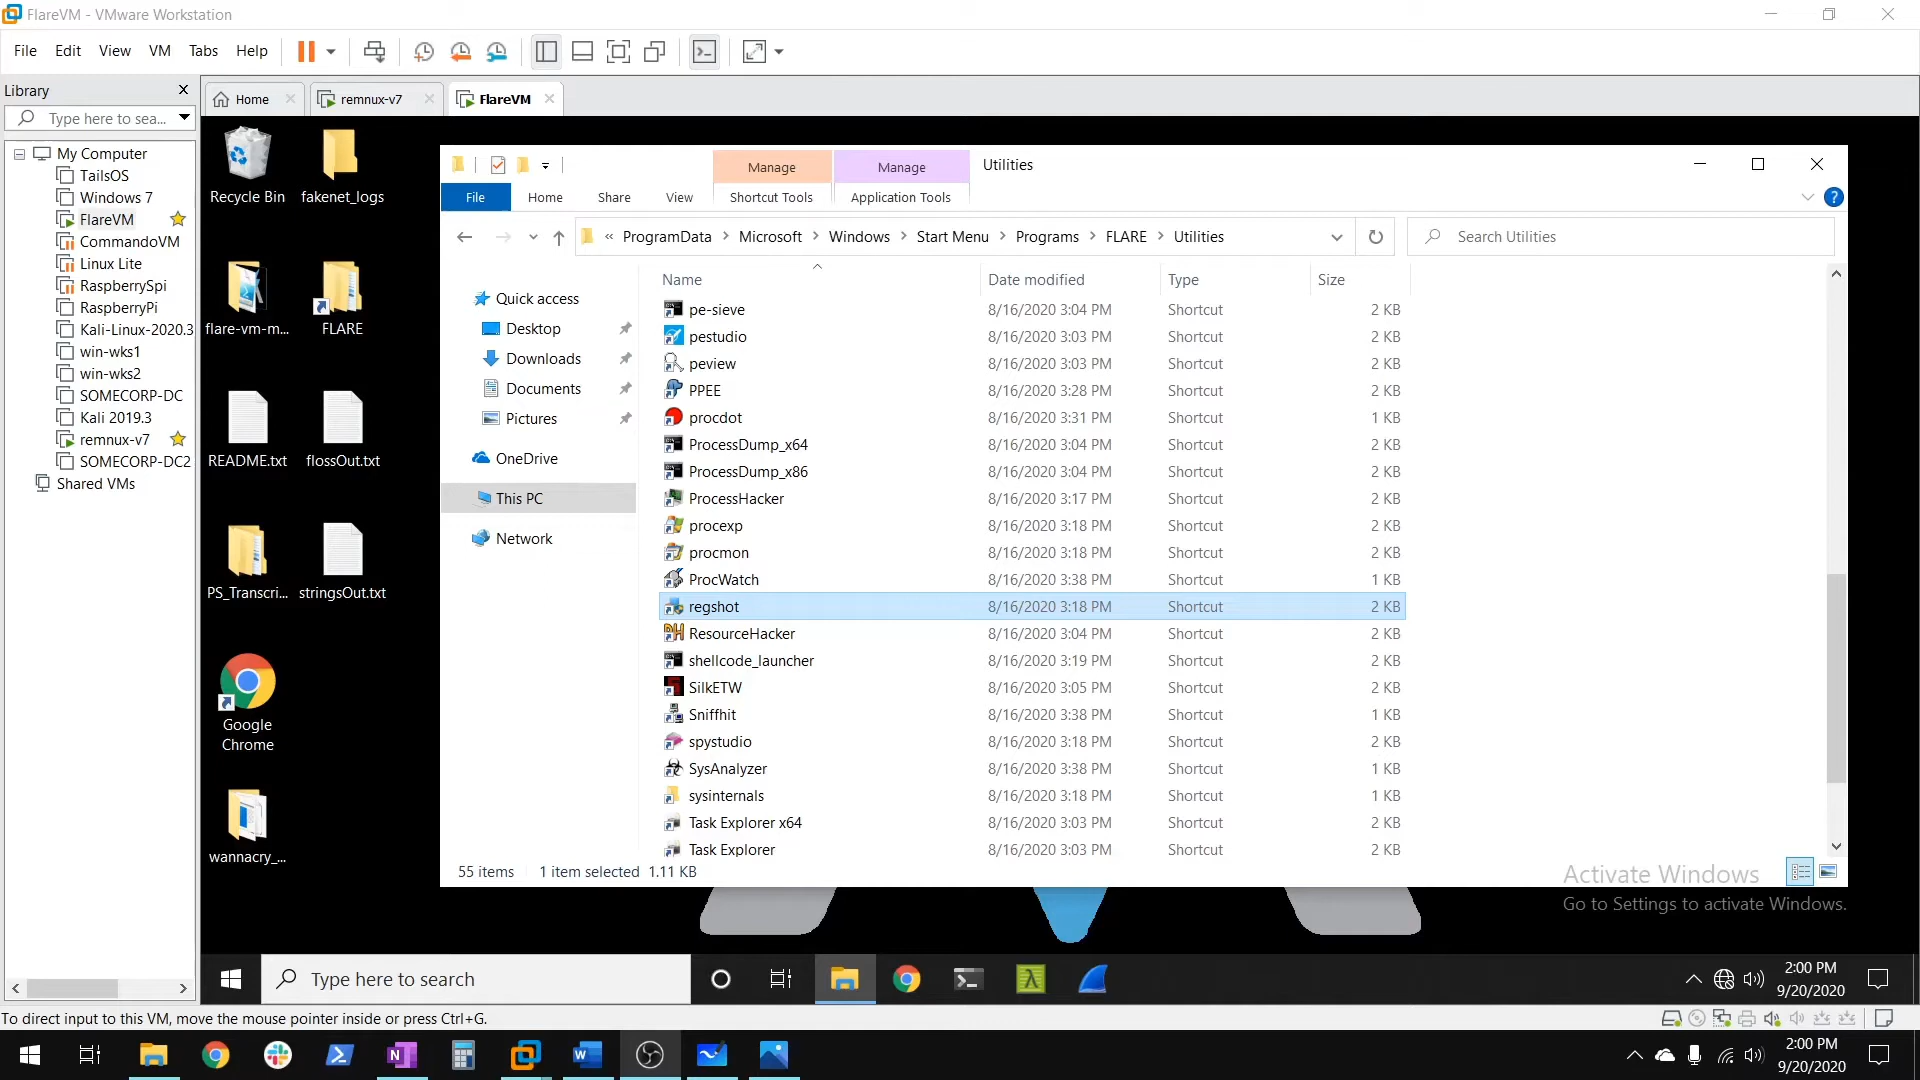 FlareVM - VMware Workstation
File Edit View VM Tabs Help
Library
Type here to sea...
My Computer
TailsOS
Windows 7
FlareVM
CommandoVM
Linux Lite
RaspberrySpi
RaspberryPi
Kali-Linux-2020.3
win-wks1
win-wks2
SOMECORP-DC
Kali 2019.3
remnux-v7
SOMECORP-DC2
Shared VMs
Home
remnux-v7
FlareVM
Recycle Bin
fakenet_logs
flare-vm-m...
FLARE
README.txt
flossOut.txt
PS_Transcri...
stringsOut.txt
Google
Chrome
wannacry_...
Manage
Manage
Utilities
File Home Share View Shortcut Tools Application Tools
« ProgramData > Microsoft > Windows > Start Menu > Programs > FLARE > Utilities
Search Utilities
Quick access
Desktop
Downloads
Documents
Pictures
OneDrive
This PC
Network
Name Date modified Type Size
pe-sieve 8/16/2020 3:04 PM Shortcut 2 KB
pestudio 8/16/2020 3:03 PM Shortcut 2 KB
peview 8/16/2020 3:03 PM Shortcut 2 KB
PPEE 8/16/2020 3:28 PM Shortcut 2 KB
procdot 8/16/2020 3:31 PM Shortcut 1 KB
ProcessDump_x64 8/16/2020 3:04 PM Shortcut 2 KB
ProcessDump_x86 8/16/2020 3:04 PM Shortcut 2 KB
ProcessHacker 8/16/2020 3:17 PM Shortcut 2 KB
procexp 8/16/2020 3:18 PM Shortcut 2 KB
procmon 8/16/2020 3:18 PM Shortcut 2 KB
ProcWatch 8/16/2020 3:38 PM Shortcut 1 KB
regshot 8/16/2020 3:18 PM Shortcut 2 KB
ResourceHacker 8/16/2020 3:04 PM Shortcut 2 KB
shellcode_launcher 8/16/2020 3:19 PM Shortcut 2 KB
SilkETW 8/16/2020 3:05 PM Shortcut 2 KB
Sniffhit 8/16/2020 3:38 PM Shortcut 1 KB
spystudio 8/16/2020 3:18 PM Shortcut 2 KB
SysAnalyzer 8/16/2020 3:38 PM Shortcut 1 KB
sysinternals 8/16/2020 3:18 PM Shortcut 1 KB
Task Explorer x64 8/16/2020 3:03 PM Shortcut 2 KB
Task Explorer 8/16/2020 3:03 PM Shortcut 2 KB
55 items 1 item selected 1.11 KB
Activate Windows
Go to Settings to activate Windows.
Type here to search
2:00 PM
9/20/2020
To direct input to this VM, move the mouse pointer inside or press Ctrl+G.
2:00 PM
9/20/2020